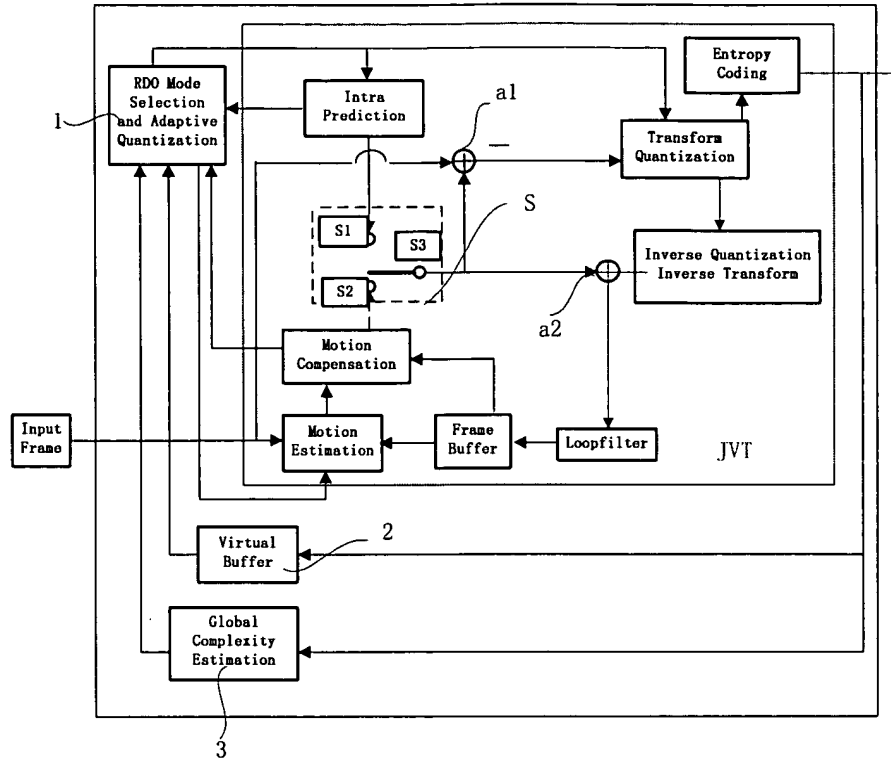 RDO Mode
Selection
and Adaptive
Quantization
1
Intra
Prediction
a1
Entropy
Coding
Transform
Quantization
S
S1
S3
S2
Inverse Quantization
Inverse Transform
a2
Motion
Compensation
Input
Frame
Motion
Estimation
Frame
Buffer
Loopfilter
JVT
Virtual
Buffer
2
Global
Complexity
Estimation
3